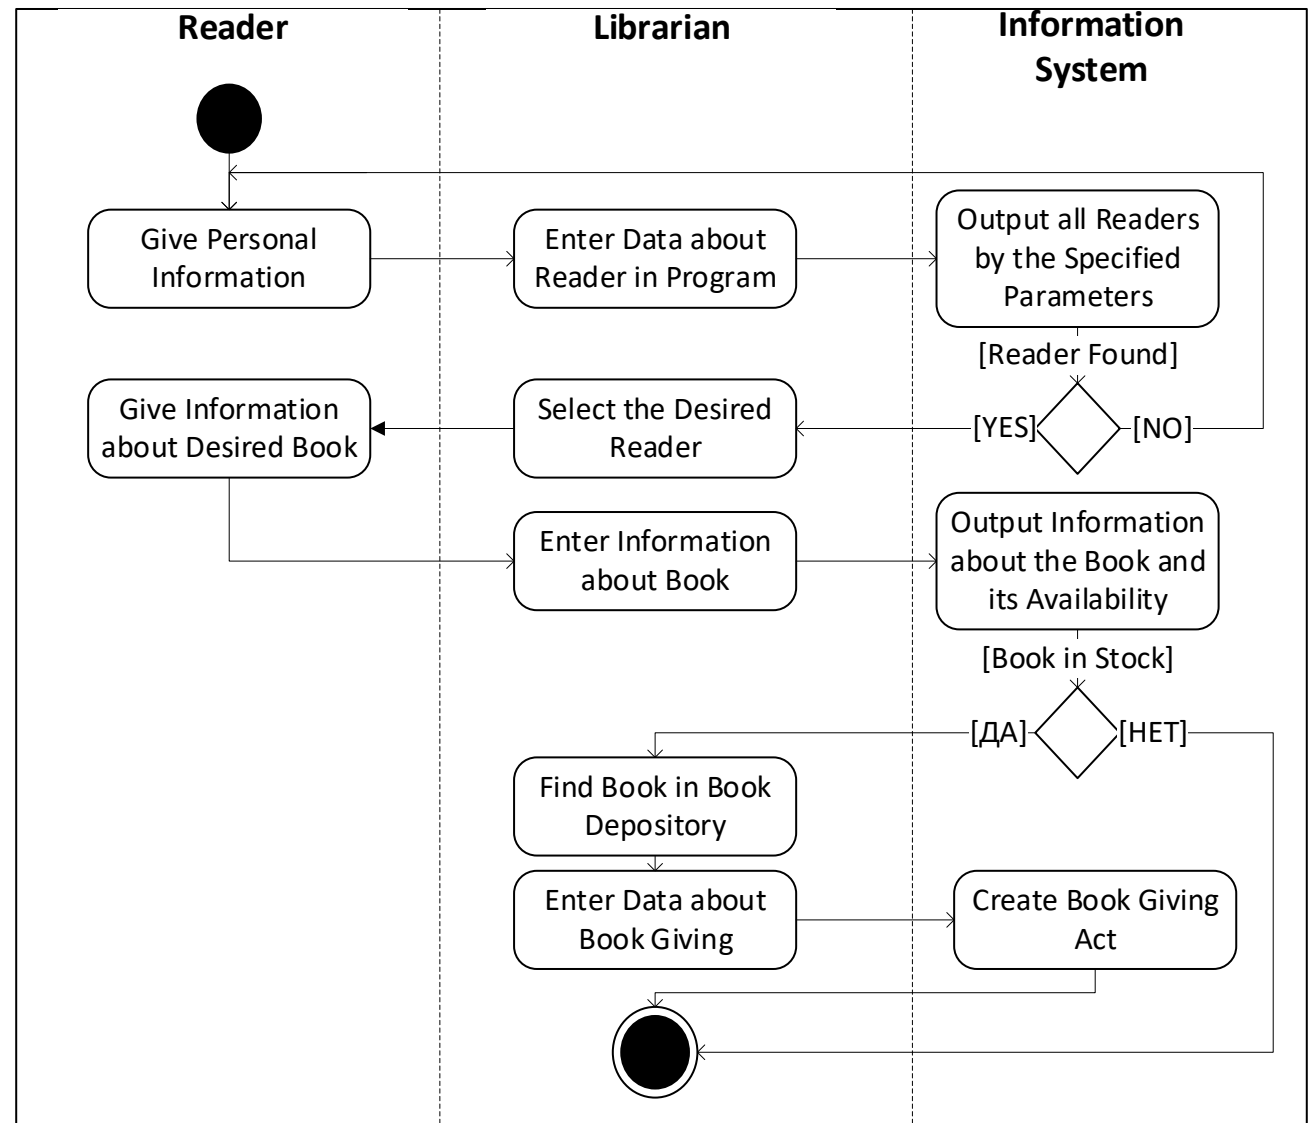 Reader
Librarian
Information
System
Give Personal
Information
Enter Data about
Reader in Program
Output all Readers
by the Specified
Parameters
[Reader Found]
Give Information
about Desired Book
Select the Desired
Reader
[YES]
[NO]
Enter Information
about Book
Output Information
about the Book and
its Availability
[Book in Stock]
[ДА]
[НЕТ]
Find Book in Book
Depository
Enter Data about
Book Giving
Create Book Giving
Act